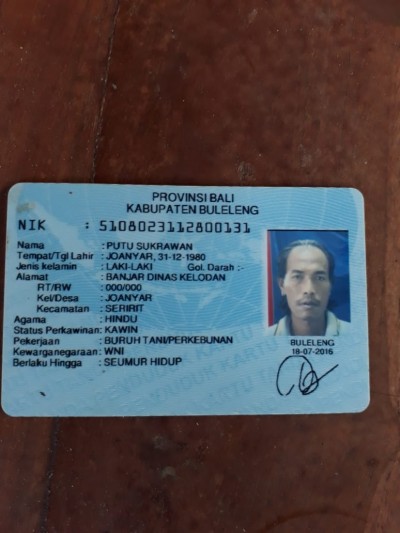 PROVINSI BALI
KABUPATEN BULELENG
NIK : 5108023112800131
Nama : PUTU SUKRAWAN
Tempat/Tgl Lahir : JOANYAR, 31-12-1980
Jenis kelamin : LAKI-LAKI Gol. Darah :-
Alamat : BANJAR DINAS KELODAN
RT/RW : 000/000
Kel/Desa : JOANYAR
Kecamatan : SERIRIT
Agama : HINDU
Status Perkawinan: KAWIN
Pekerjaan : BURUH TANI/PERKEBUNAN
Kewarganegaraan: WNI
Berlaku Hingga : SEUMUR HIDUP
BULELENG
18-07-2016